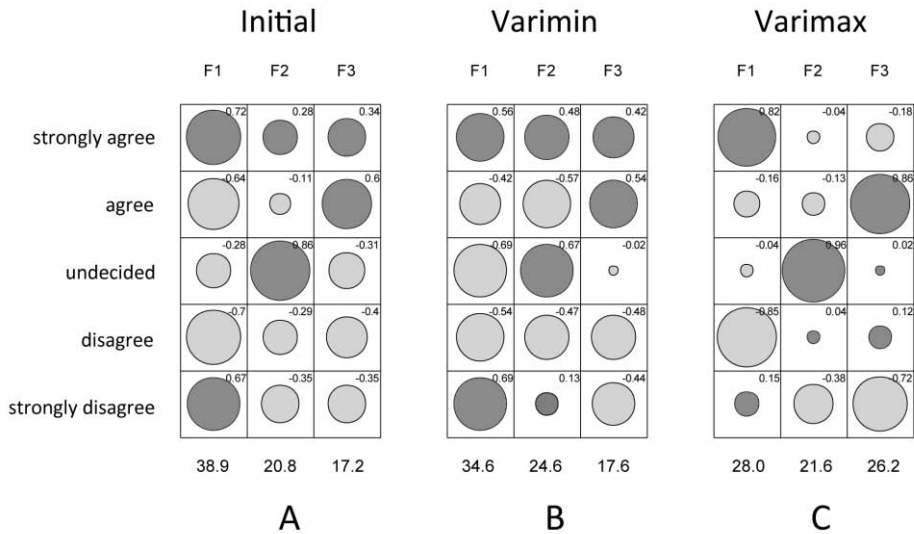 Initial Varimin Varimax
F1 F2 F3 F1 F2 F3 F1 F2 F3
strongly agree 0.72 0.28 0.34 0.56 0.48 0.42 0.82 -0.04 -0.18
agree -0.64 -0.11 0.6 -0.42 -0.57 0.54 -0.16 -0.13 0.86
undecided -0.28 0.86 -0.31 -0.69 0.67 -0.02 -0.04 0.96 0.02
disagree -0.7 -0.29 -0.4 -0.54 -0.47 -0.48 -0.85 0.04 0.12
strongly disagree 0.67 -0.35 -0.35 0.69 0.13 -0.44 0.15 -0.38 -0.72
38.9 20.8 17.2 34.6 24.6 17.6 28.0 21.6 26.2
A B C